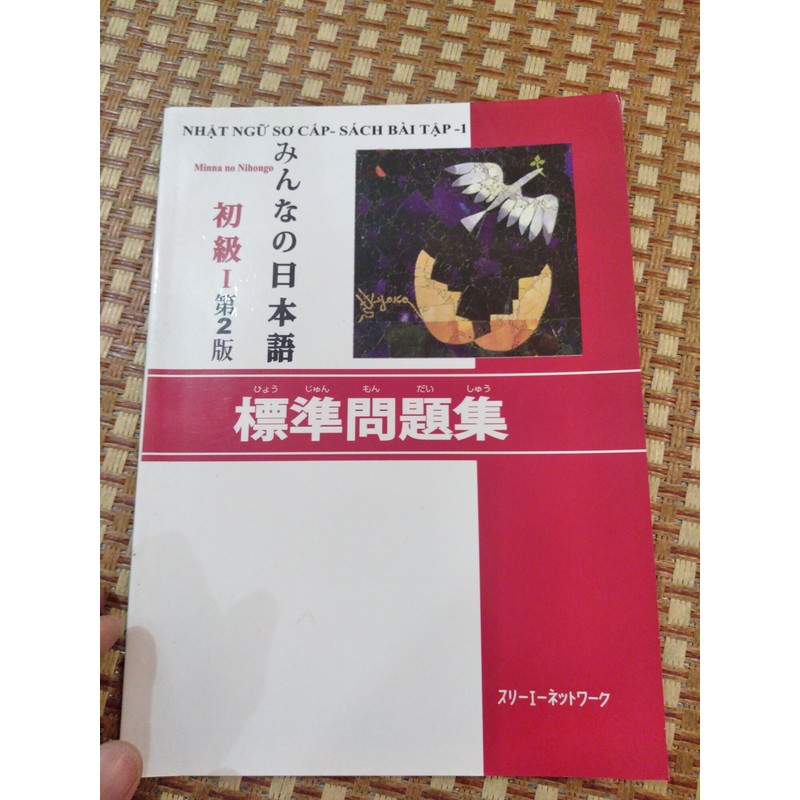 NHẬT NGỮ SƠ CẤP- SÁCH BÀI TẬP -1
Minna no Nihongo
みんなの日本語
初級I第2版
ひょう じゅん もん だい しゅう
標準問題集
スリーエーネットワーク